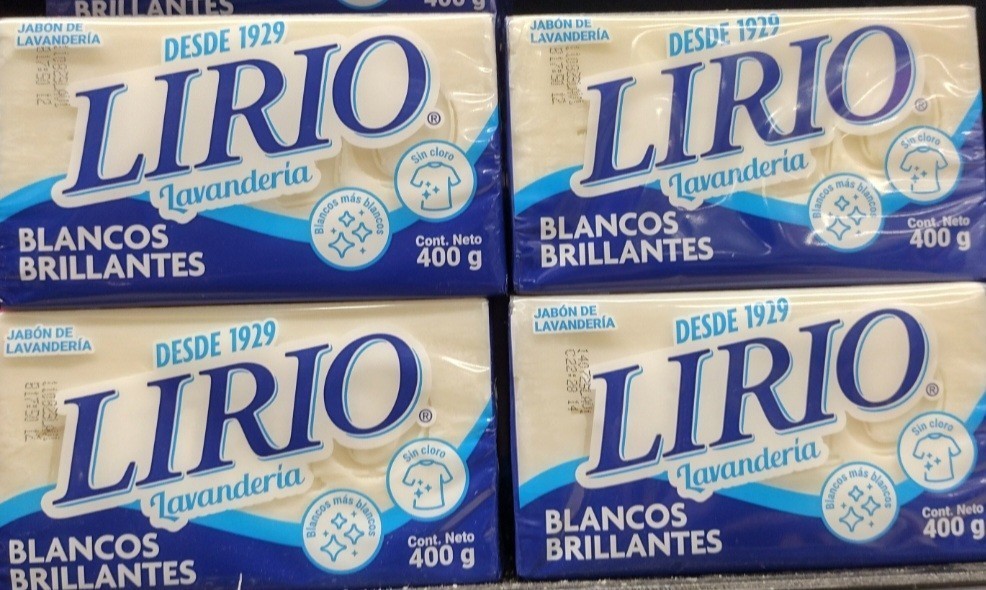 BRILLANTES
400 g
JABÓN DE
LAVANDERÍA
DESDE 1929
LIRIO®
Lavandería
Sin cloro
Blancos más blancos
BLANCOS
BRILLANTES
Cont. Neto
400 g
JABÓN DE
LAVANDERÍA
DESDE 1929
LIRIO®
Lavandería
Sin cloro
Blancos más blancos
BLANCOS
BRILLANTES
Cont. Neto
400 g
JABÓN DE
LAVANDERÍA
DESDE 1929
LIRIO®
Lavandería
Sin cloro
Blancos más blancos
BLANCOS
BRILLANTES
Cont. Neto
400 g
JABÓN DE
LAVANDERÍA
DESDE 1929
LIRIO®
Lavandería
Sin cloro
Blancos más blancos
BLANCOS
BRILLANTES
Cont. Neto
400 g